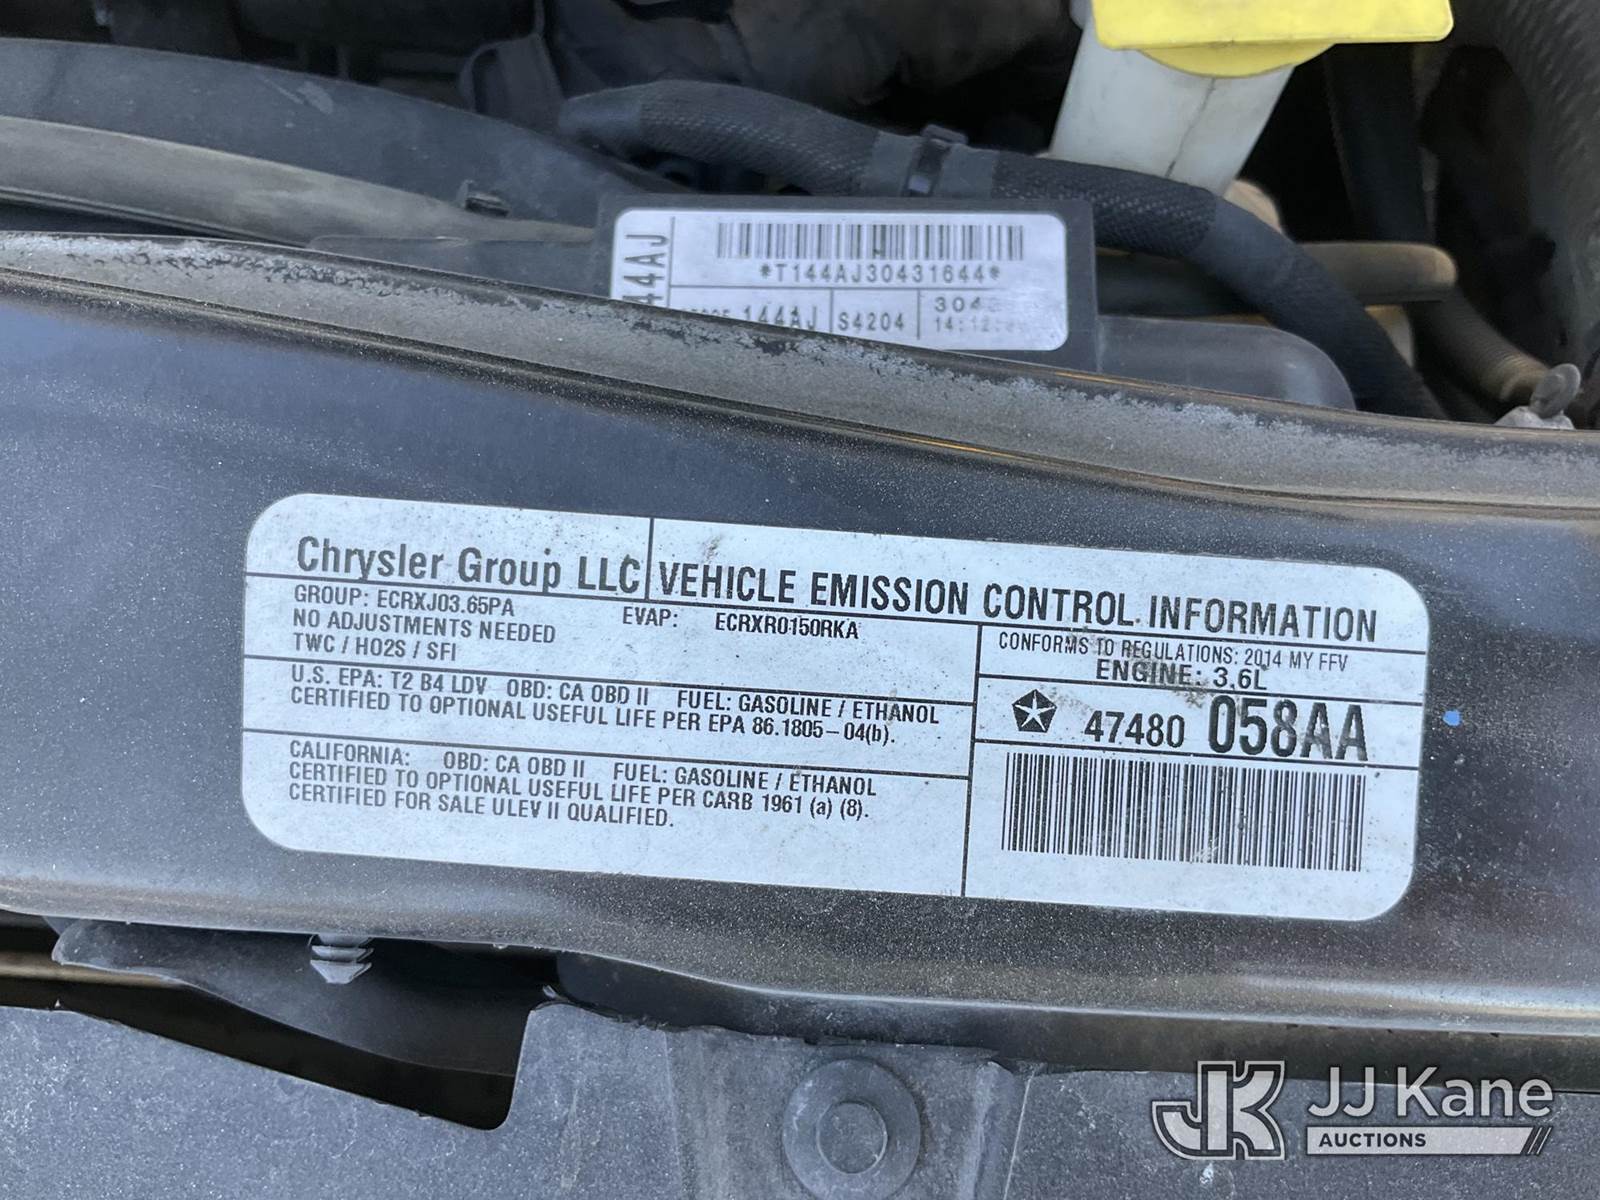 44AJ
*T144AJ30431644*
144AJ
S4204
Chrysler Group LLC
VEHICLE EMISSION CONTROL INFORMATION
GROUP: ECRXJ03.65PA
EVAP: ECRXR0150RKA
NO ADJUSTMENTS NEEDED
TWC / HO2S / SFI
CONFORMS TO REGULATIONS: 2014 MY FFV
ENGINE: 3.6L
U.S. EPA: T2 B4 LDV OBD: CA OBD II FUEL: GASOLINE / ETHANOL
CERTIFIED TO OPTIONAL USEFUL LIFE PER EPA 86.1805-04(b).
47480 058AA
CALIFORNIA: OBD: CA OBD II FUEL: GASOLINE / ETHANOL
CERTIFIED TO OPTIONAL USEFUL LIFE PER CARB 1961 (a) (8).
CERTIFIED FOR SALE ULEV II QUALIFIED.
JK JJ Kane
AUCTIONS